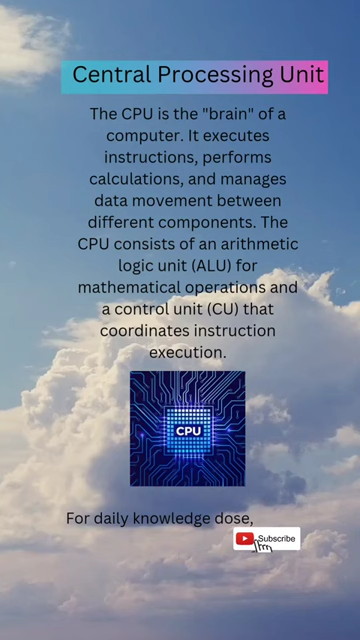 Central Processing Unit
The CPU is the "brain" of a
computer. It executes
instructions, performs
calculations, and manages
data movement between
different components. The
CPU consists of an arithmetic
logic unit (ALU) for
mathematical operations and
a control unit (CU) that
coordinates instruction
execution.
CPU
For daily knowledge dose,
Subscribe